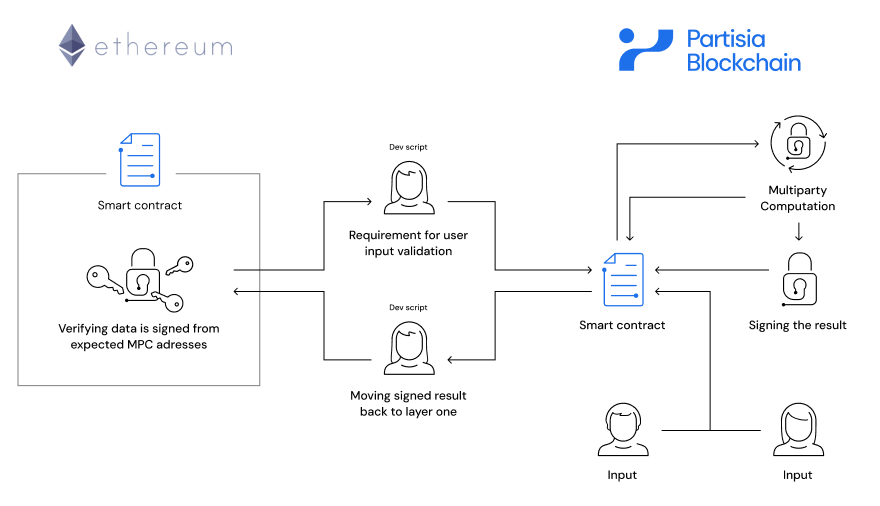 ethereum
Partisia
Blockchain
Smart contract
Verifying data is signed from
expected MPC adresses
Dev script
Requirement for user
input validation
Dev script
Moving signed result
back to layer one
Multiparty
Computation
Smart contract
Signing the result
Input
Input